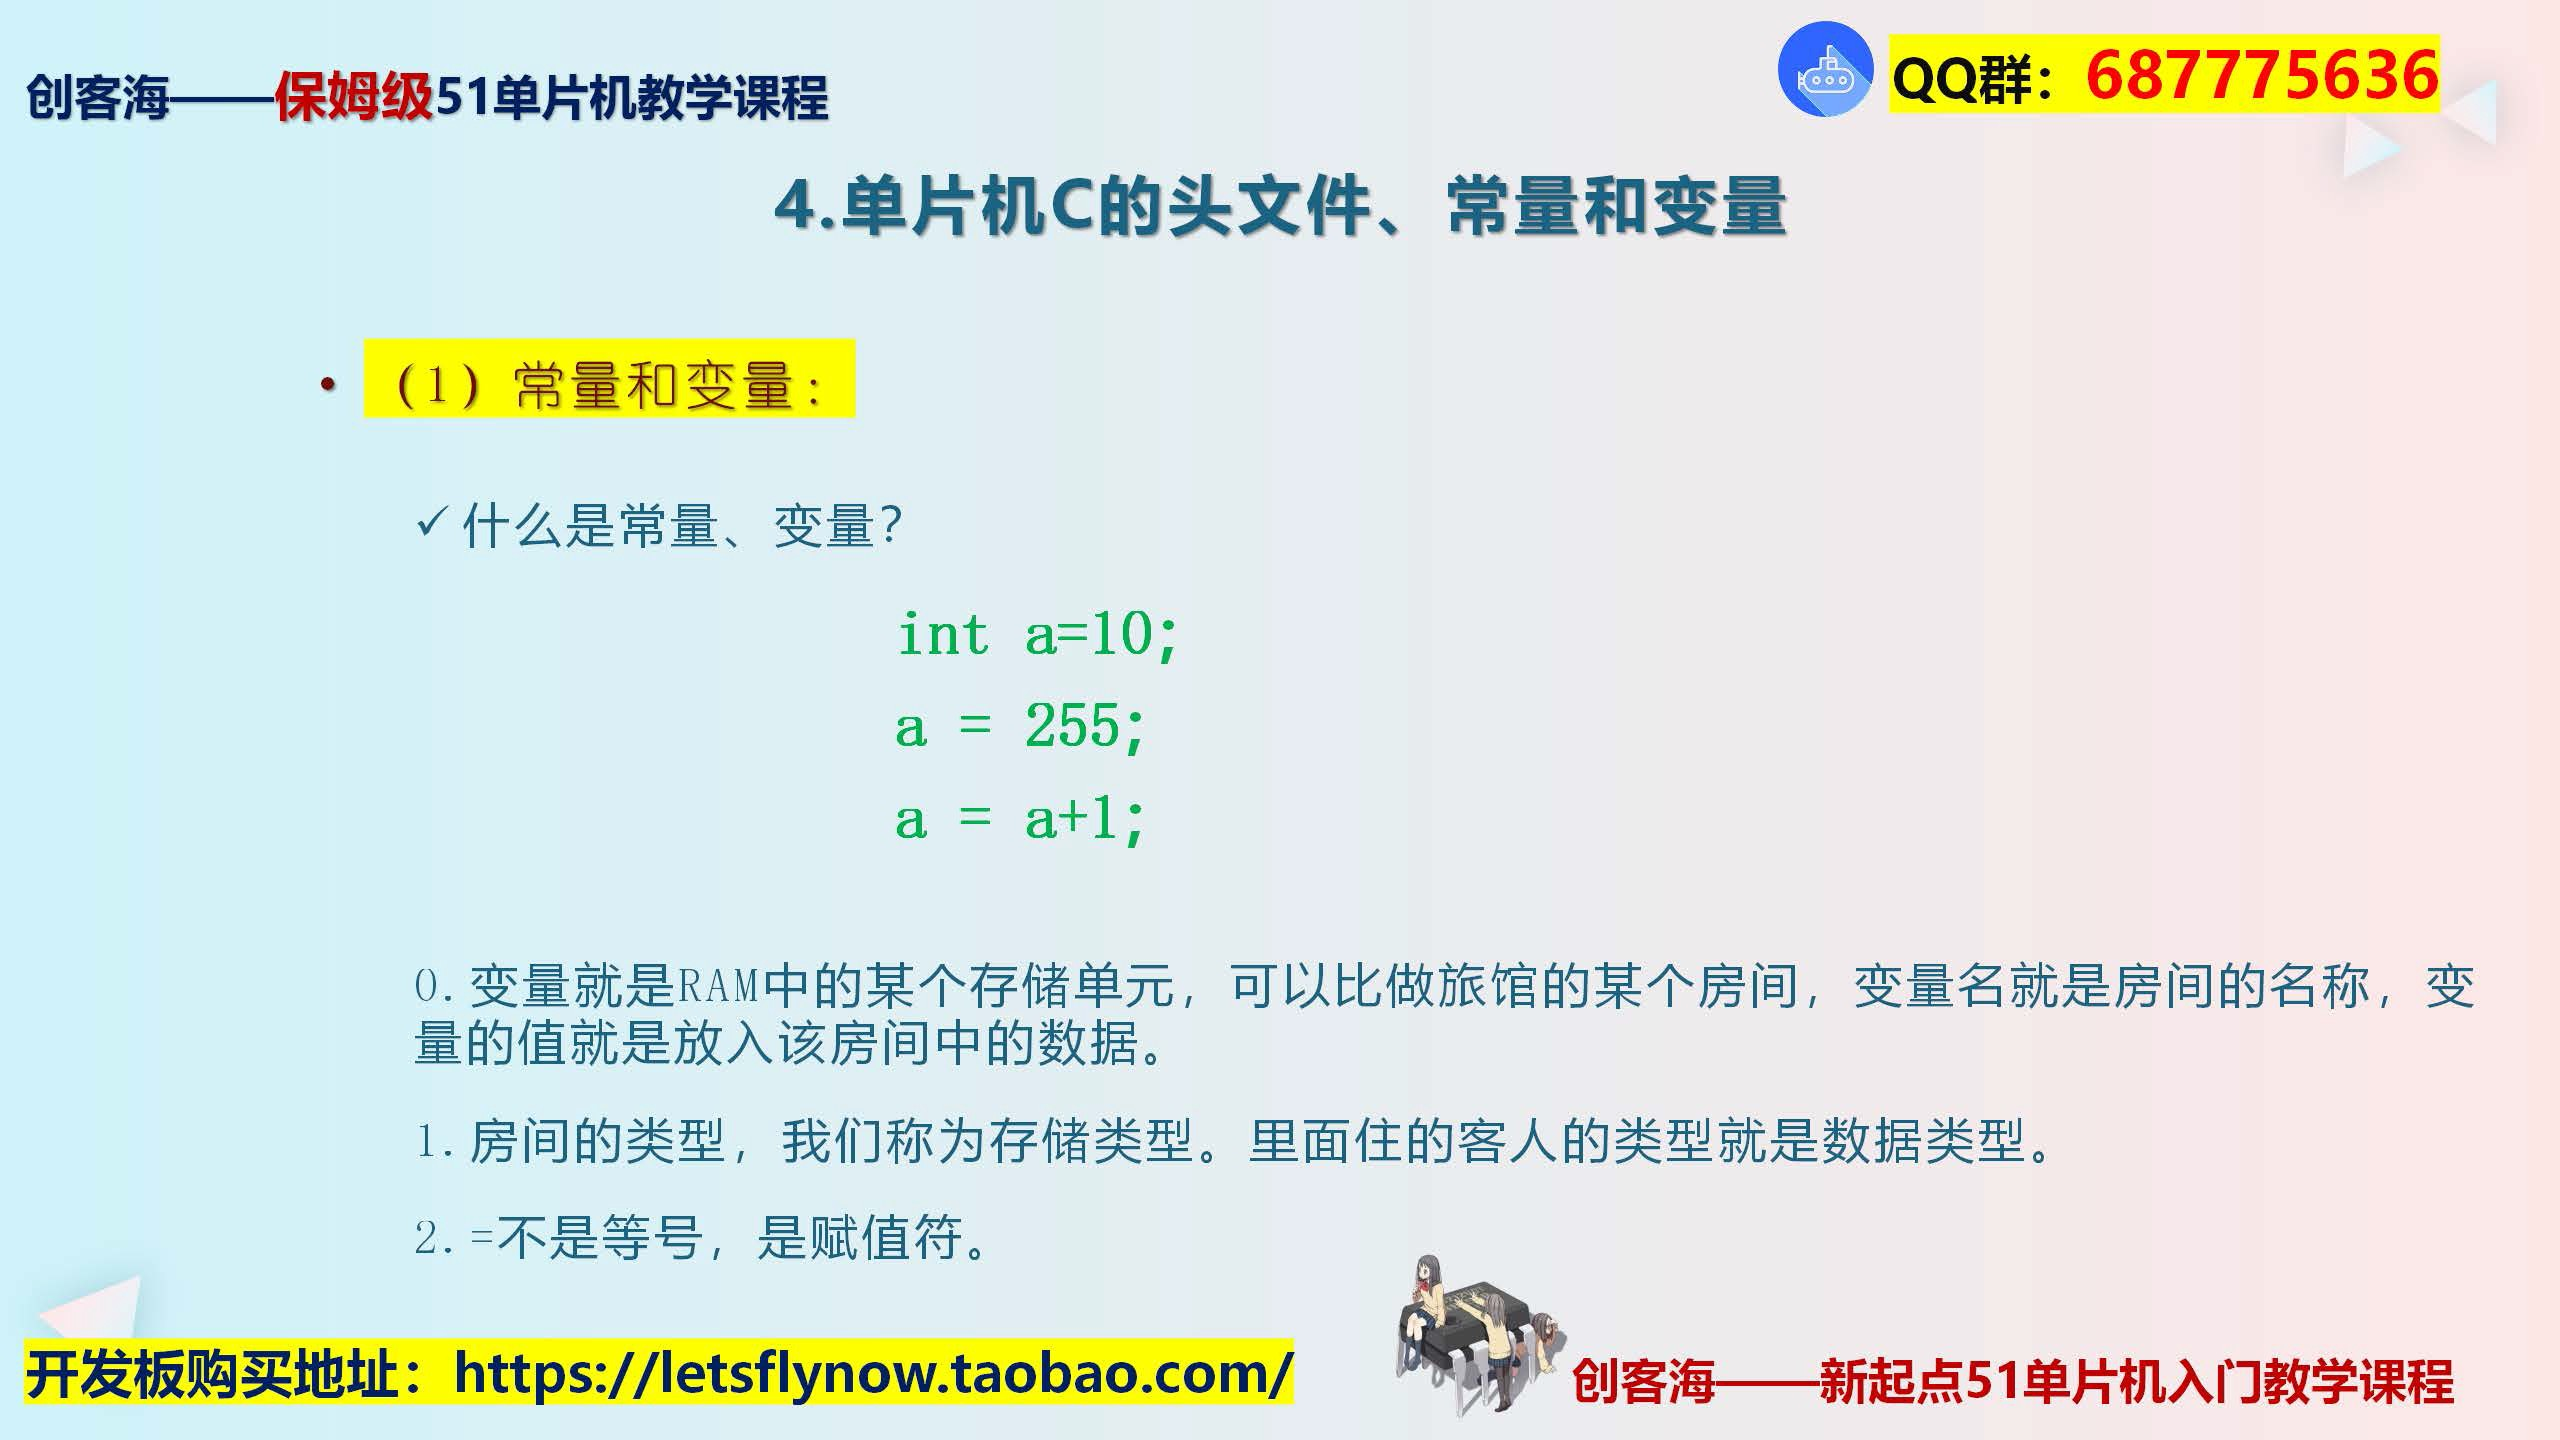 创客海——保姆级51单片机教学课程
QQ群：687775636
4.单片机C的头文件、常量和变量
• （1）常量和变量：
✓ 什么是常量、变量？
int a=10;
a = 255;
a = a+1;
0. 变量就是RAM中的某个存储单元，可以比做旅馆的某个房间，变量名就是房间的名称，变
量的值就是放入该房间中的数据。
1. 房间的类型，我们称为存储类型。里面住的客人的类型就是数据类型。
2. =不是等号，是赋值符。
开发板购买地址：https://letsflynow.taobao.com/
创客海——新起点51单片机入门教学课程